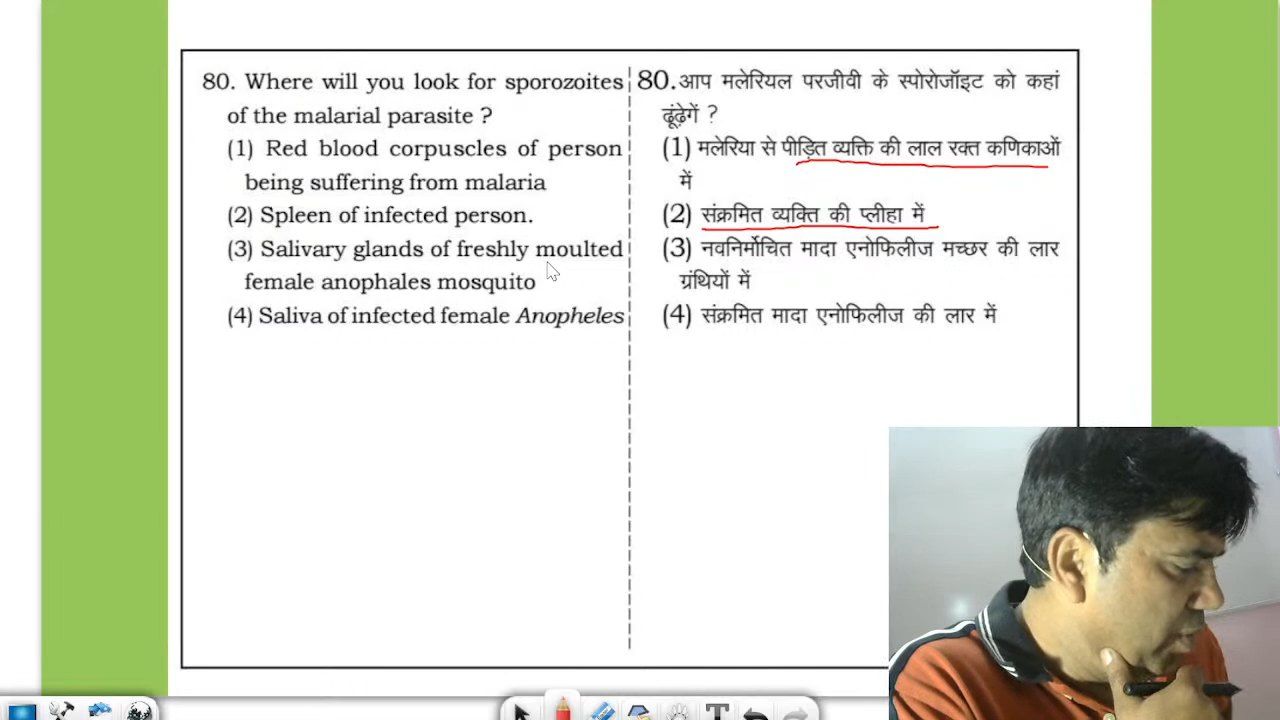 80. Where will you look for sporozoites
of the malarial parasite ?
(1) Red blood corpuscles of person
being suffering from malaria
(2) Spleen of infected person.
(3) Salivary glands of freshly moulted
female anophales mosquito
(4) Saliva of infected female Anopheles
80. आप मलेरियल परजीवी के स्पोरोजॉइट को कहां
ढूंढ़ेगें ?
(1) मलेरिया से पीड़ित व्यक्ति की लाल रक्त कणिकाओं
में
(2) संक्रमित व्यक्ति की प्लीहा में
(3) नवनिर्मोचित मादा एनोफिलीज मच्छर की लार
ग्रंथियों में
(4) संक्रमित मादा एनोफिलीज की लार में
T